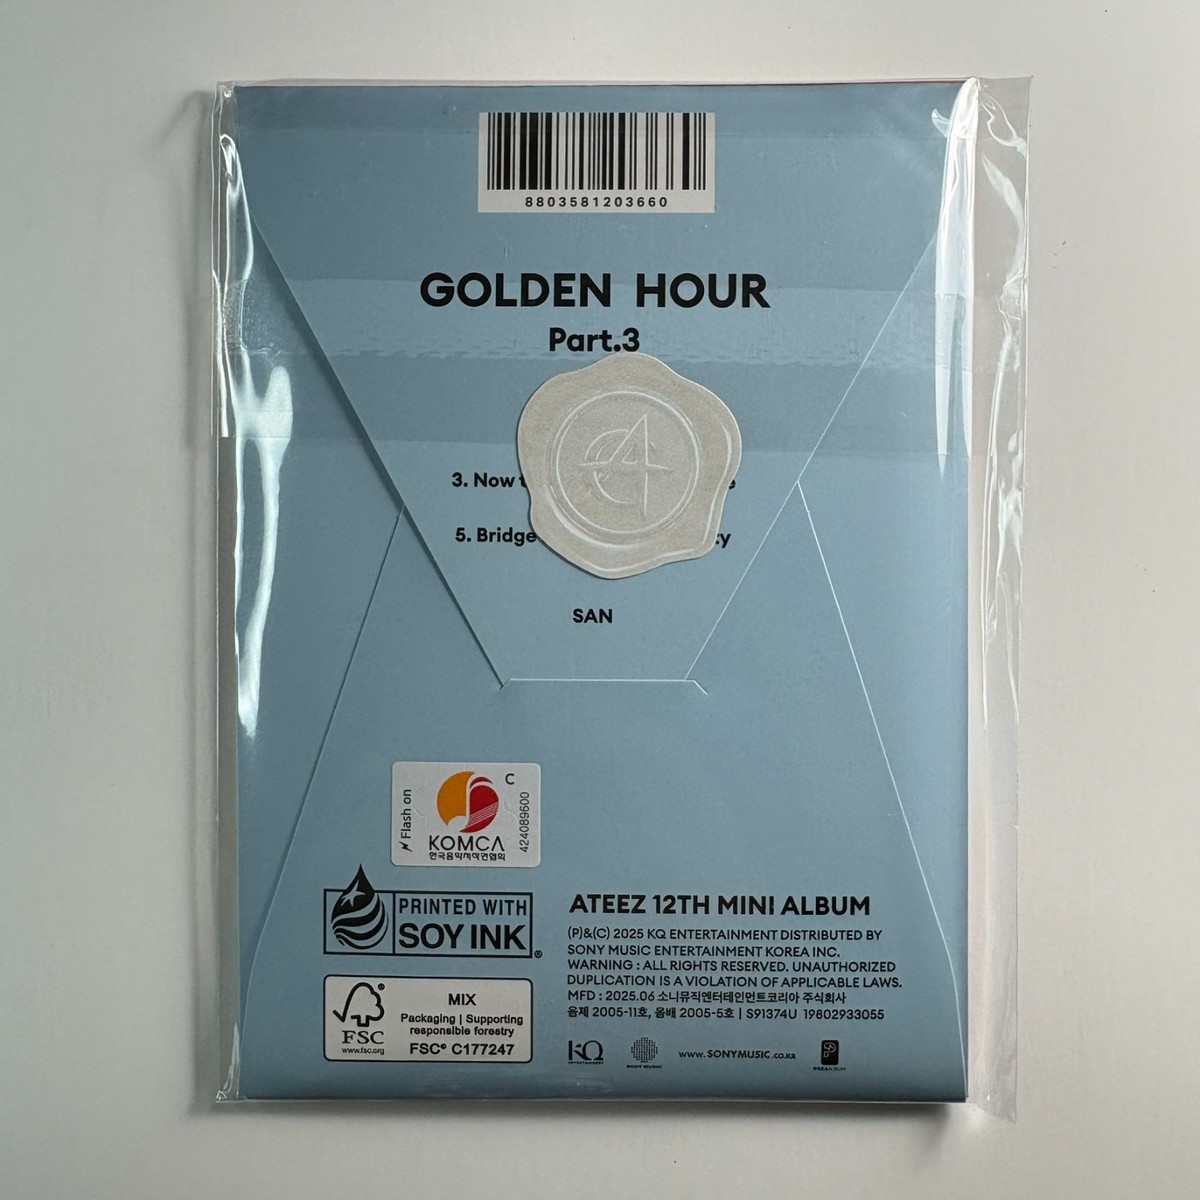 8803581203660
GOLDEN HOUR
Part.3
3. Now
5. Bridge
SAN
Flash on
C
KOMCA
한국음악저작권협회
424089600
PRINTED WITH
SOY INK
®
FSC®
www.fsc.org
MIX
Packaging | Supporting
responsible forestry
FSC® C177247
ATEEZ 12TH MINI ALBUM
(P)&(C) 2025 KQ ENTERTAINMENT DISTRIBUTED BY
SONY MUSIC ENTERTAINMENT KOREA INC.
WARNING : ALL RIGHTS RESERVED. UNAUTHORIZED
DUPLICATION IS A VIOLATION OF APPLICABLE LAWS.
MFD : 2025.06 소니뮤직엔터테인먼트코리아 주식회사
음제 2005-11호, 음배 2005-5호 | S91374U 19802933055
KQ
ENTERTAINMENT
SONY MUSIC
www.SONYMUSIC.co.ka